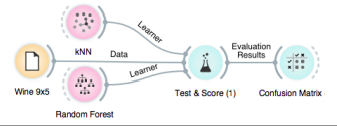 kNN
Learner
Evaluation
Results
Data
Learner
Wine 9x5
Test & Score (1)
Confusion Matrix
Random Forest